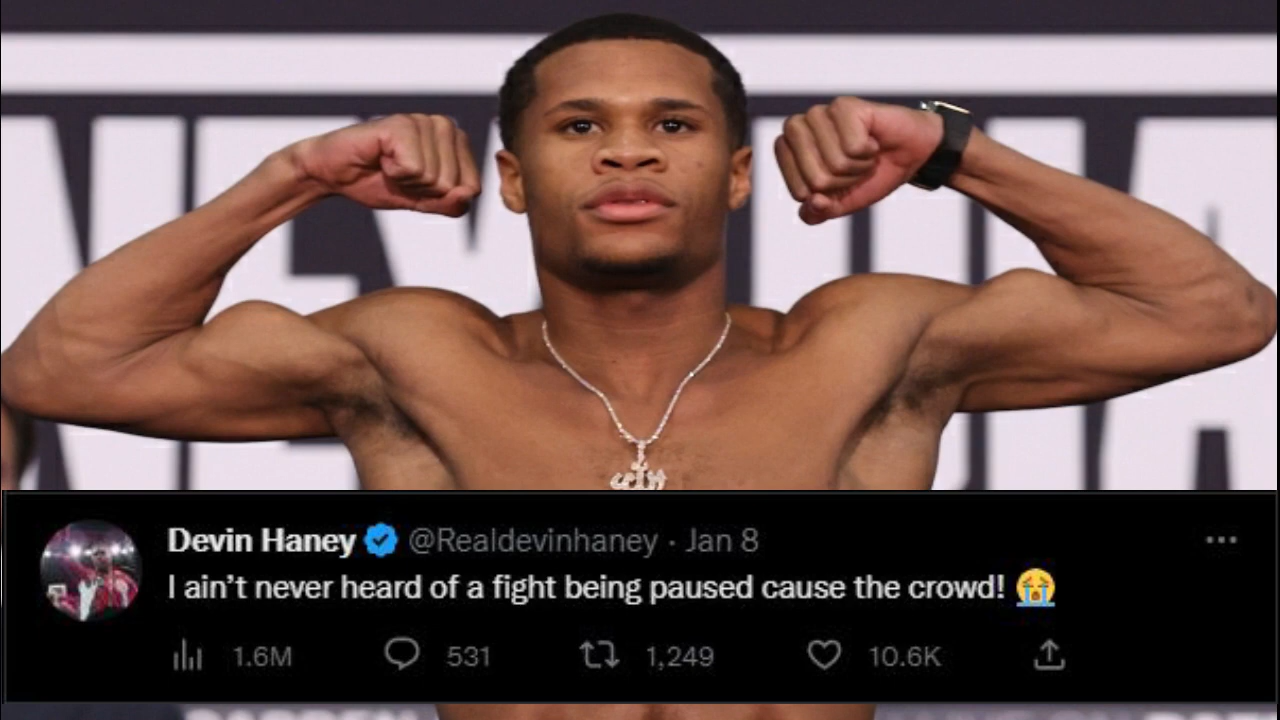 Devin Haney @Realdevinhaney · Jan 8
I ain’t never heard of a fight being paused cause the crowd! 😭
1.6M 531 1,249 10.6K